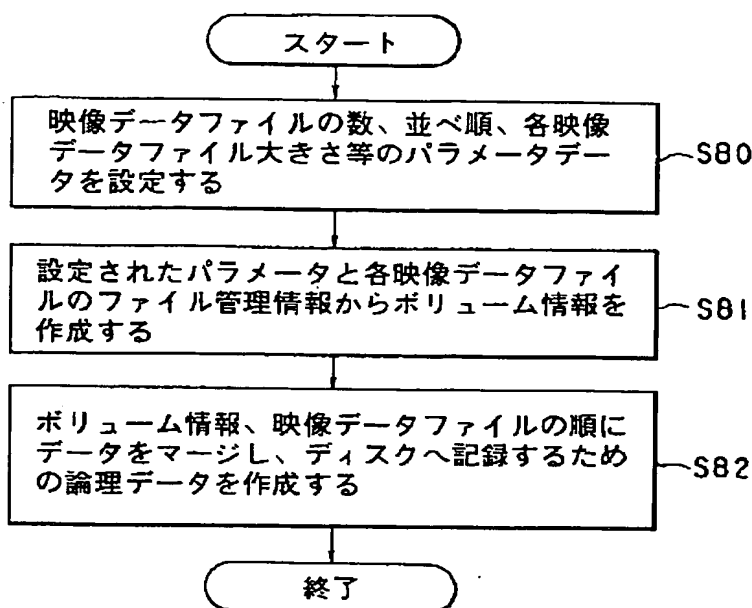 スタート
映像データファイルの数、並べ順、各映像
データファイル大きさ等のパラメータデー
タを設定する
S80
設定されたパラメータと各映像データファイ
ルのファイル管理情報からボリューム情報を
作成する
S81
ボリューム情報、映像データファイルの順に
データをマージし、ディスクへ記録するため
の論理データを作成する
S82
終了